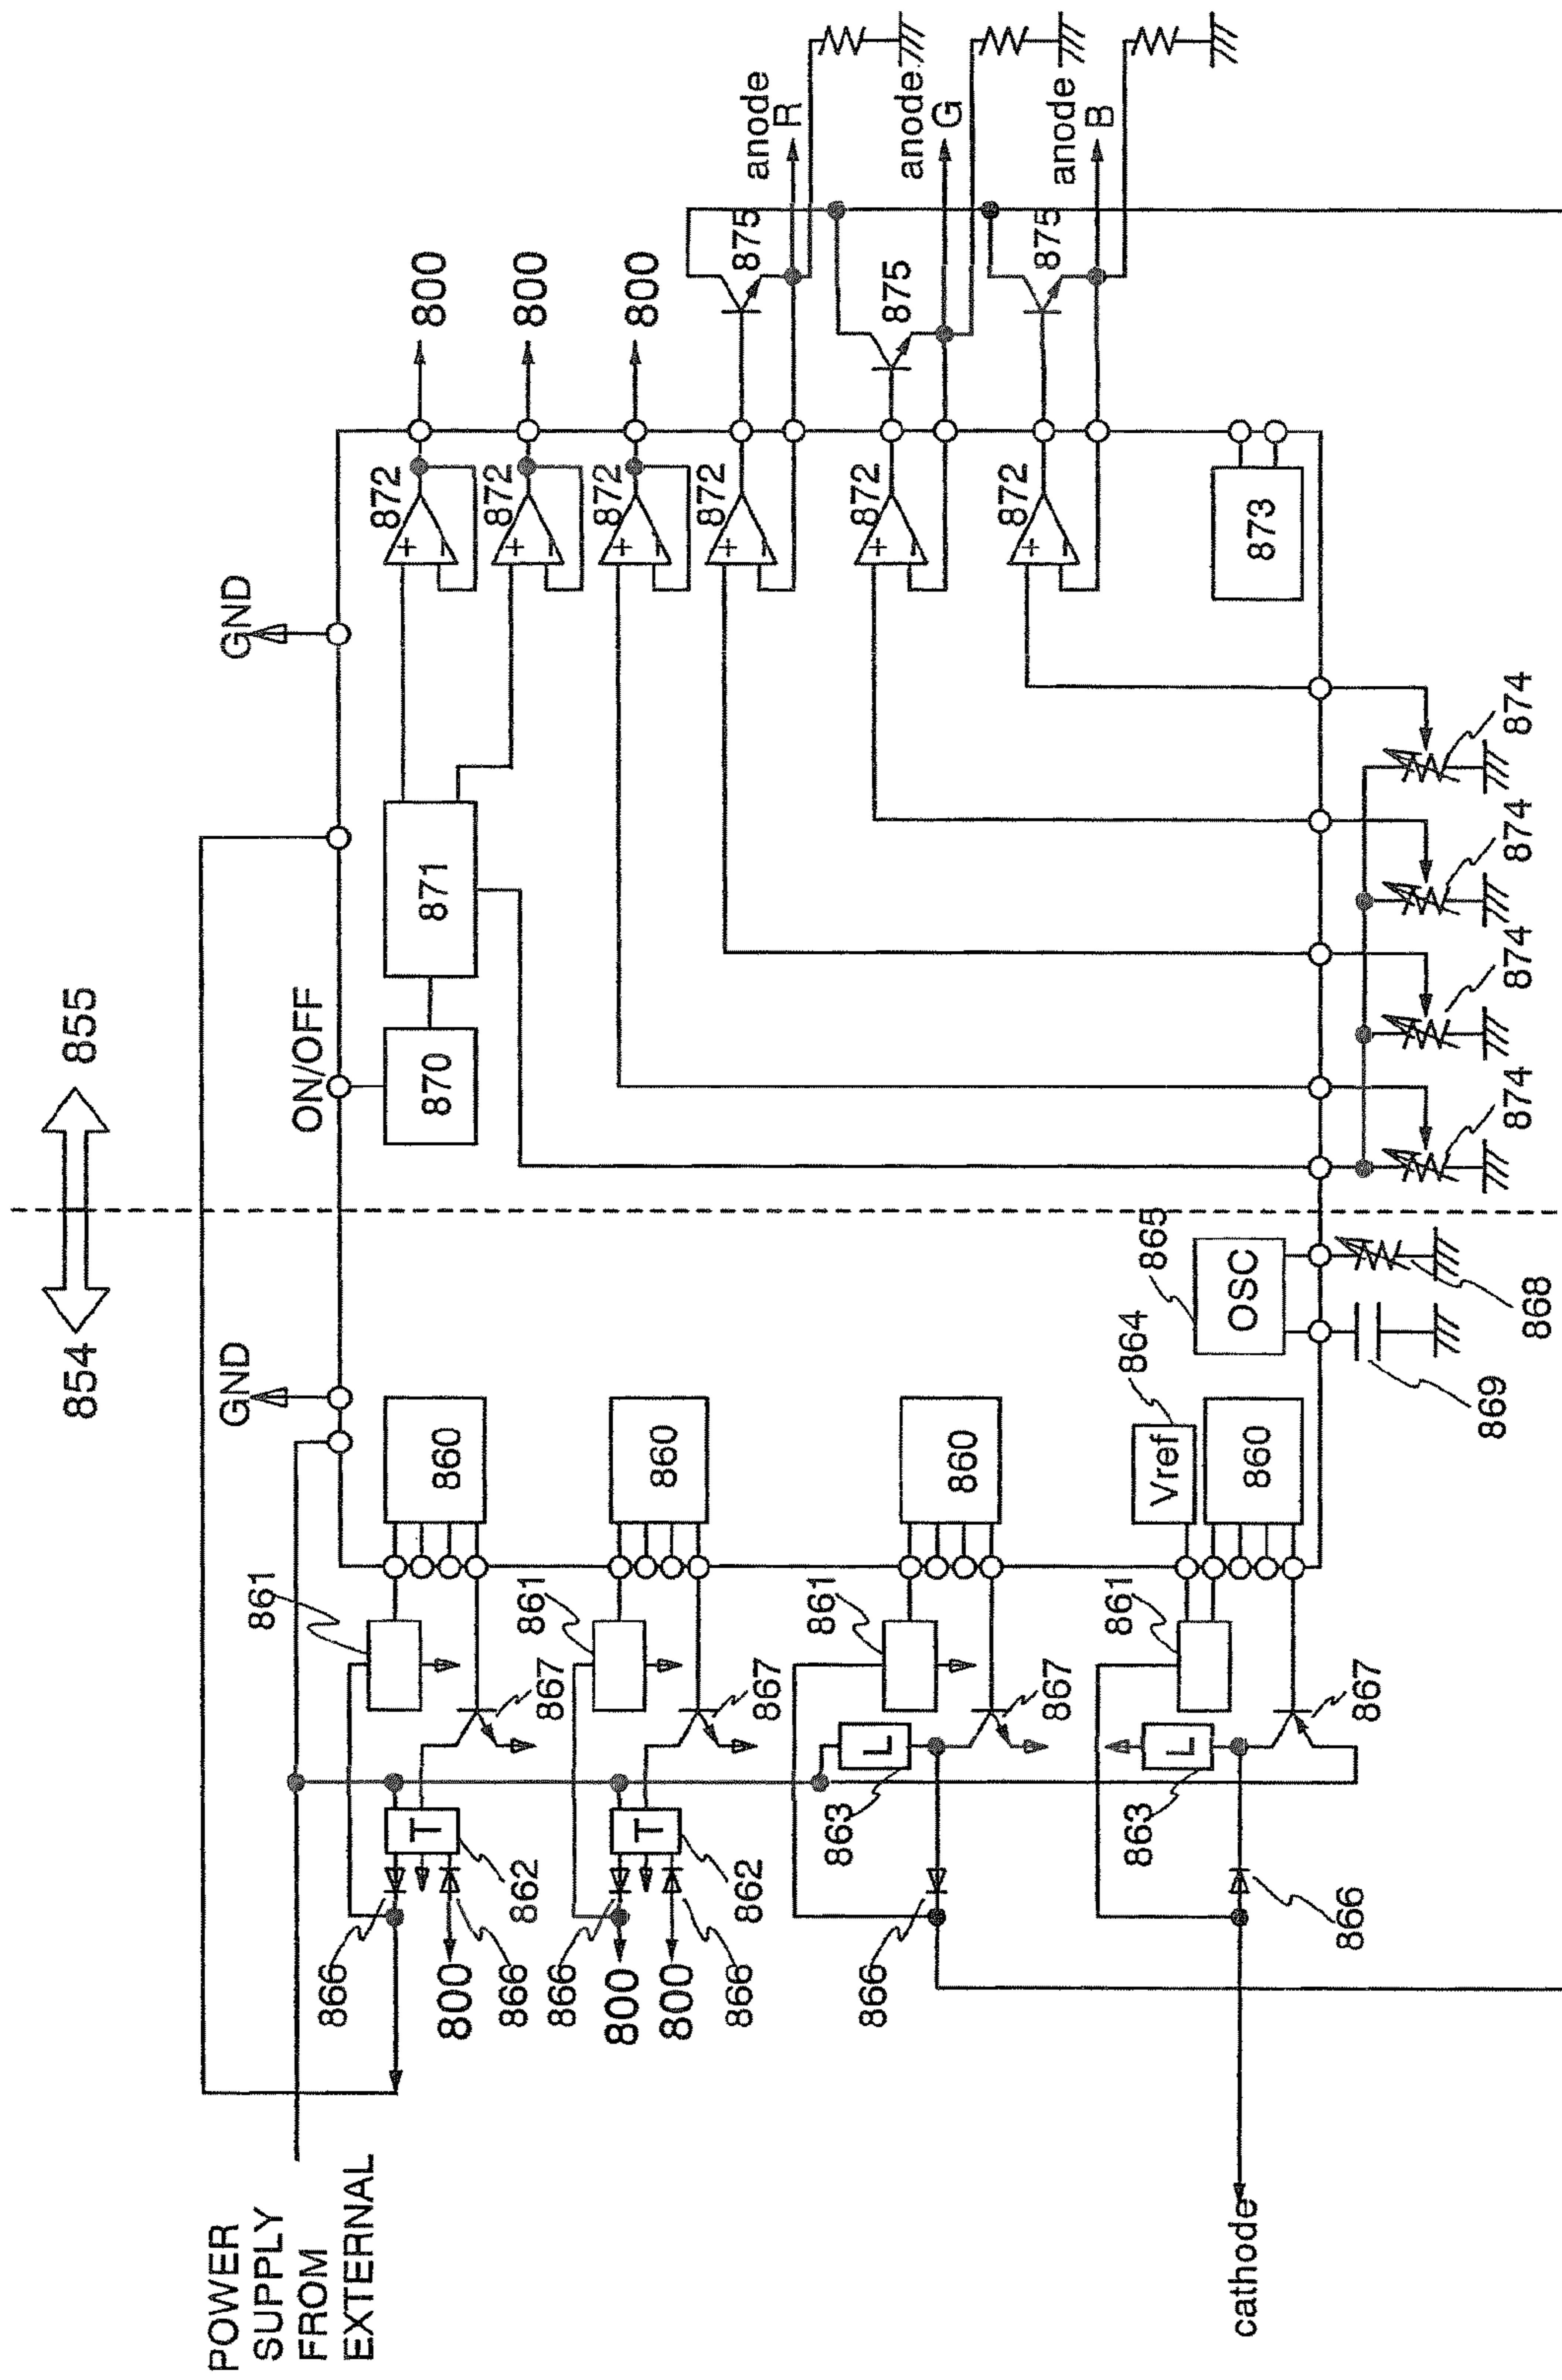 854
855
POWER
SUPPLY
FROM
EXTERNAL
GND
ON/OFF
GND
861
866
T
862
800
866
867
860
870
871
872
800
872
800
861
866
T
800
862
800
866
867
860
872
800
872
875
anode
R
861
866
863
L
867
860
872
875
anode
G
861
863
L
867
866
cathode
Vref
864
860
OSC
865
872
875
anode
B
873
869
868
874
874
874
874